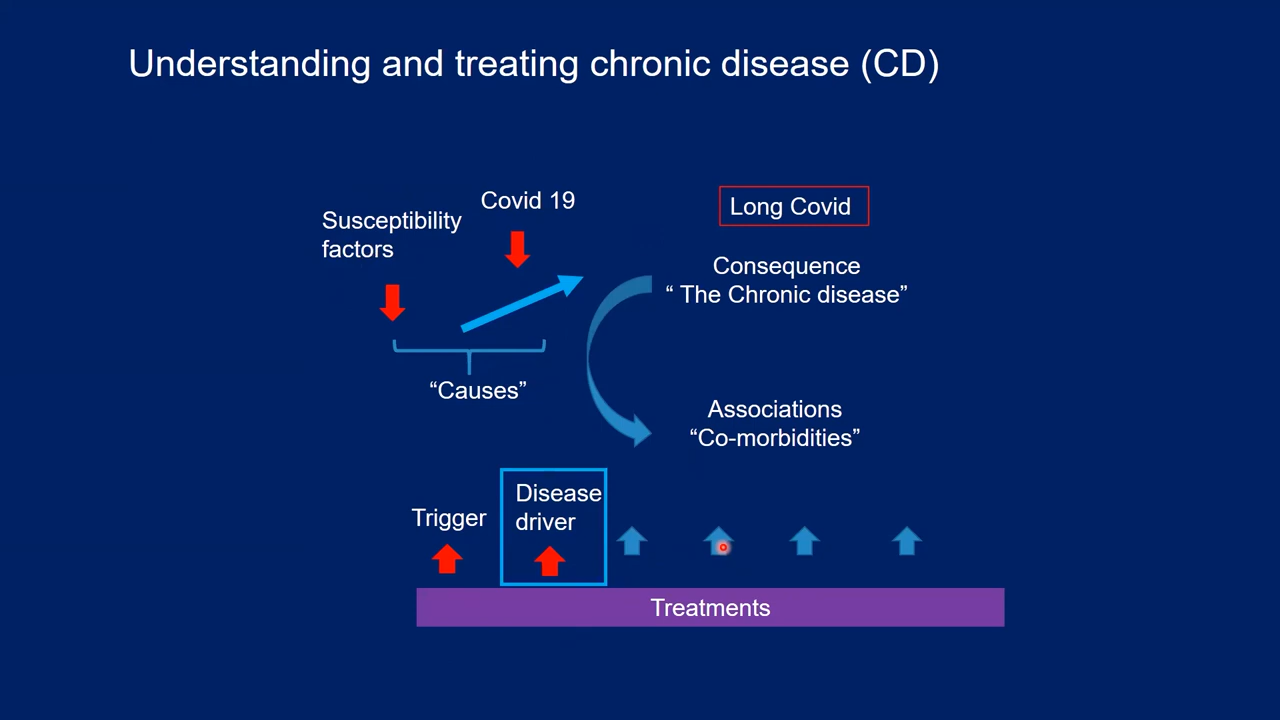 Understanding and treating chronic disease (CD)
Susceptibility
factors
Covid 19
Long Covid
Consequence
“ The Chronic disease”
“Causes”
Associations
“Co-morbidities”
Trigger
Disease
driver
Treatments